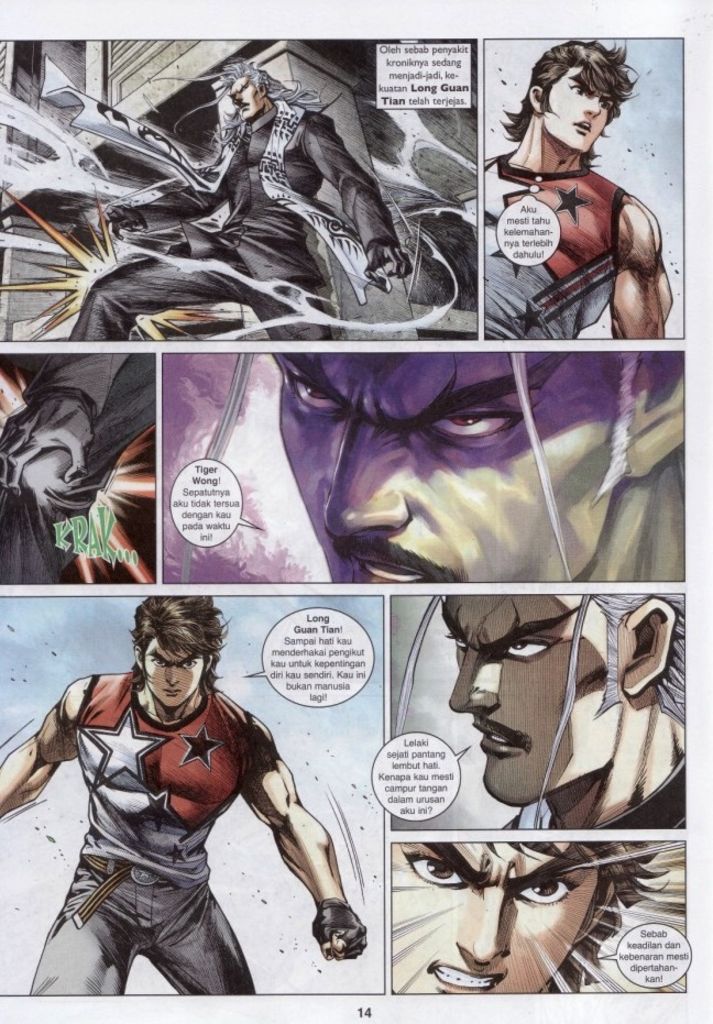 Oleh sebab penyakit
kroniknya sedang
menjadi-jadi, ke-
kuatan Long Guan
Tian telah terjejas.
Aku
mesti tahu
kelemahan-
nya terlebih
dahulu!
KRAK...
Tiger
Wong!
Sepatutnya
aku tidak tersua
dengan kau
pada waktu
ini!
Long
Guan Tian!
Sampai hati kau
menderhakai pengikut
kau untuk kepentingan
diri kau sendiri. Kau ini
bukan manusia
lagi!
Lelaki
sejati pantang
lembut hati.
Kenapa kau mesti
campur tangan
dalam urusan
aku ini?
Sebab
keadilan dan
kebenaran mesti
dipertahan-
kan!
14